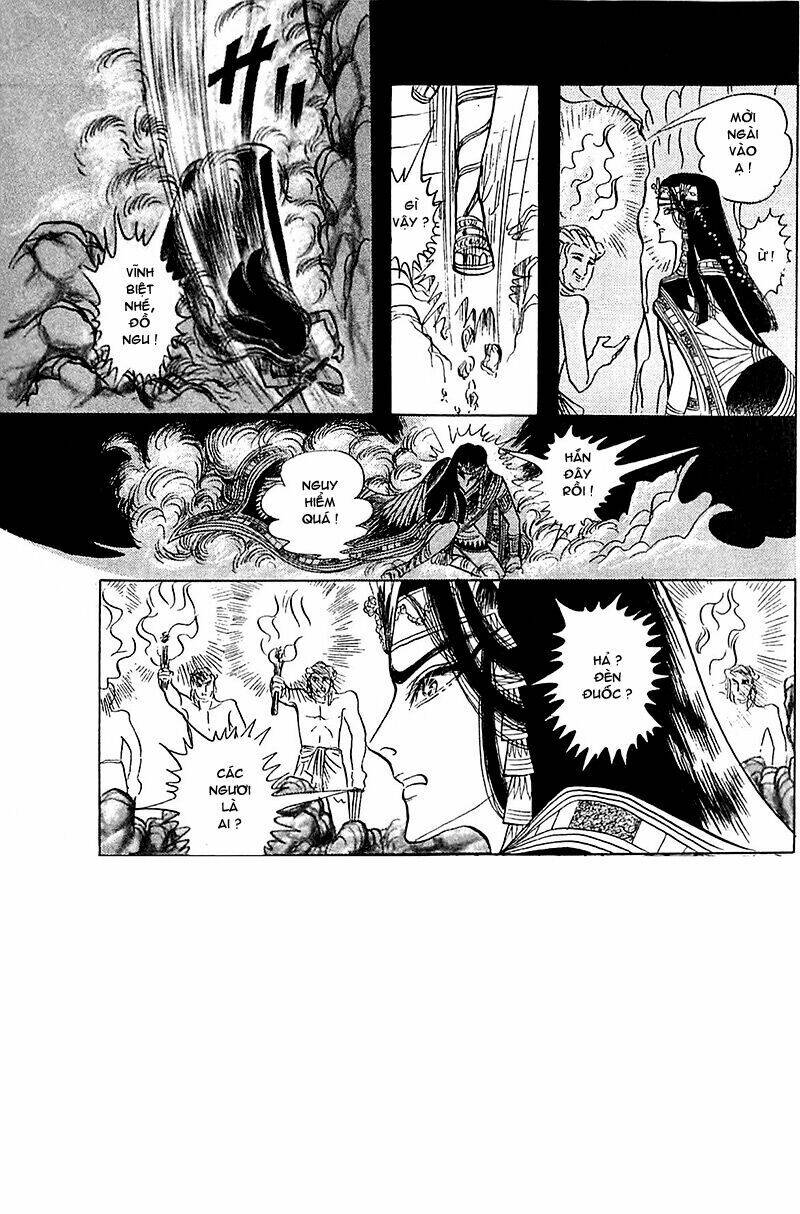 MỜI
NGÀI
VÀO
Ạ !
Ừ !
GÌ
VẬY ?
ザザ
VĨNH
BIỆT
NHÉ,
ĐỒ
NGU !
HẮN
ĐÂY
RỒI !
NGUY
HIỂM
QUÁ !
HẢ ?
ĐÈN
ĐUỐC ?
CÁC
NGƯƠI
LÀ
AI ?